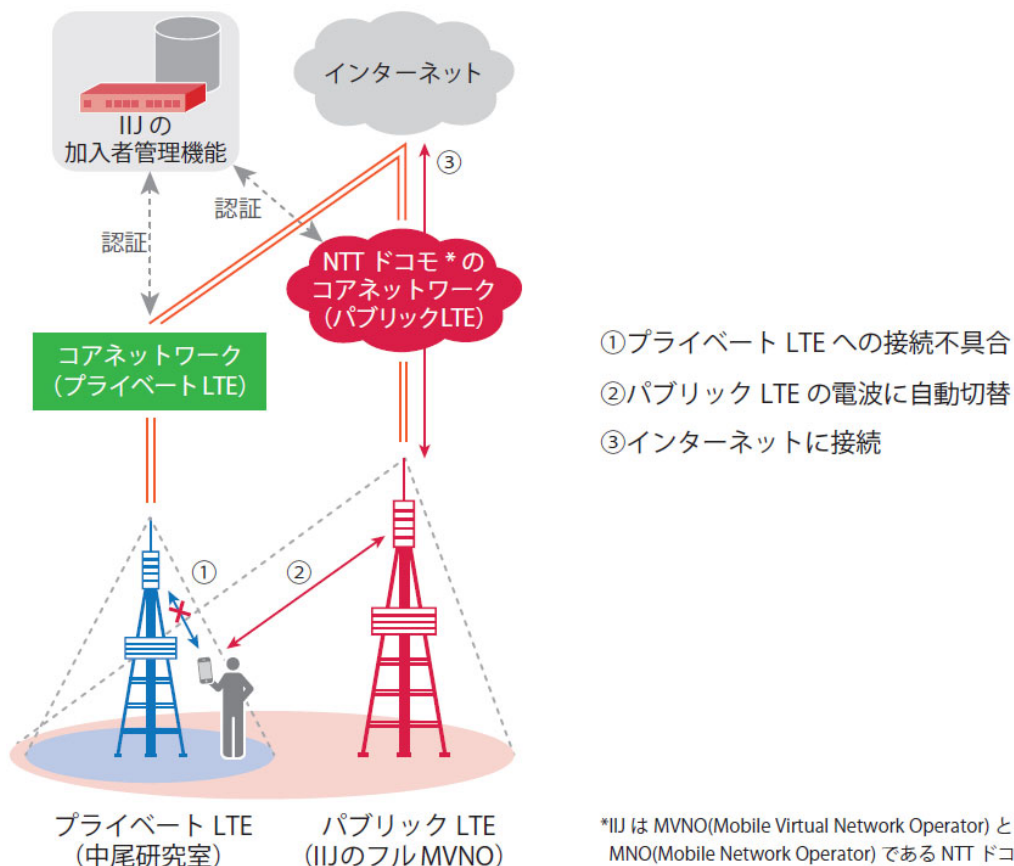 インターネット
IIJ の
加入者管理機能
③
認証
認証
NTT ドコモ * の
コアネットワーク
（パブリックLTE）
コアネットワーク
（プライベート LTE）
①プライベート LTE への接続不具合
②パブリック LTE の電波に自動切替
③インターネットに接続
①
②
プライベート LTE
（中尾研究室）
パブリック LTE
（IIJのフル MVNO）
*IIJ は MVNO(Mobile Virtual Network Operator) と
MNO(Mobile Network Operator) である NTT ドコ